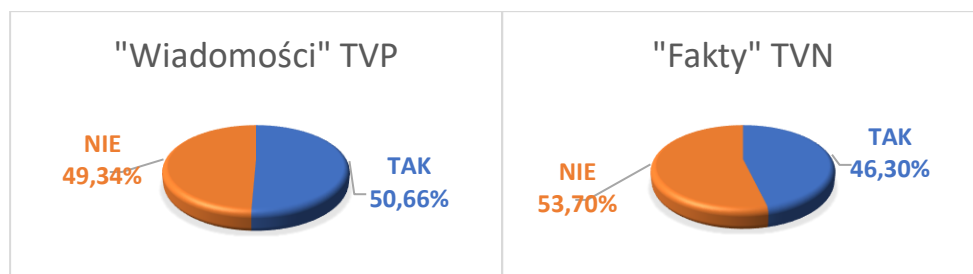 "Wiadomości" TVP
NIE
49,34%
TAK
50,66%
"Fakty" TVN
TAK
46,30%
NIE
53,70%